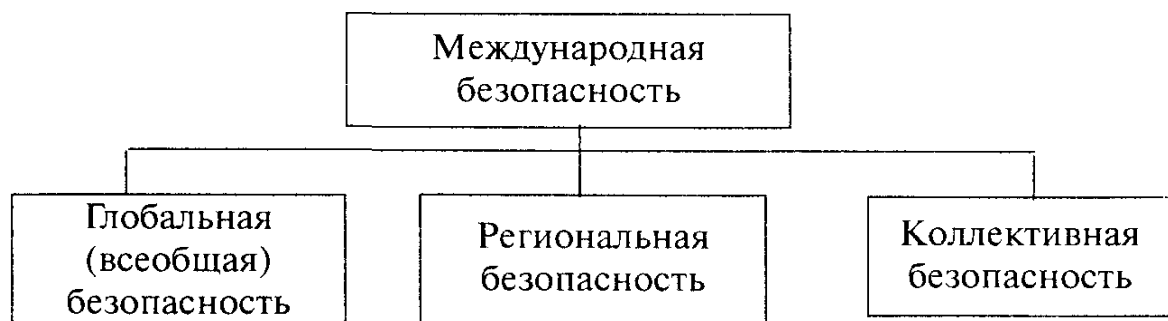 Международная
безопасность
Глобальная
(всеобщая)
безопасность
Региональная
безопасность
Коллективная
безопасность